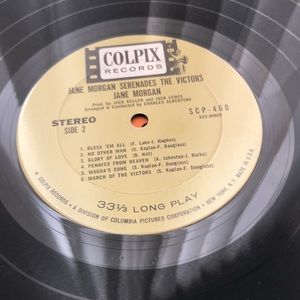 COLPIX
RECORDS
JANE MORGAN SERENADES THE VICTORS
JANE MORGAN
Prod. by JACK KELLER and JACK LEWIS
Arranged & Conducted by CHARLES ALBERTINE
STEREO
SIDE 2
SCP-460
1. BLESS 'EM ALL (F. Lake-J. Hughes)
2. NO OTHER MAN (S. Kaplan-F. Douglass)
3. GLORY OF LOVE (B. Hill)
4. PENNIES FROM HEAVEN (A. Johnston-J. Burke)
5. MAGDA'S SONG (S. Kaplan-F. Douglass)
6. MARCH OF THE VICTORS (S. Kaplan-F. Douglass)
33⅓ LONG PLAY
© COLPIX RECORDS • A DIVISION OF COLUMBIA PICTURES CORPORATION • NEW YORK, N.Y. U.S.A.